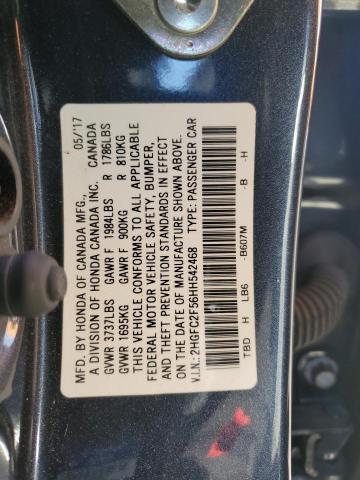 MFD. BY HONDA OF CANADA MFG., 05/'17
A DIVISION OF HONDA CANADA INC. CANADA
GVWR 3737LBS GAWR F 1984LBS R 1786LBS
GVWR 1695KG GAWR F 900KG R 810KG
THIS VEHICLE CONFORMS TO ALL APPLICABLE
FEDERAL MOTOR VEHICLE SAFETY, BUMPER,
AND THEFT PREVENTION STANDARDS IN EFFECT
ON THE DATE OF MANUFACTURE SHOWN ABOVE.
V.I.N.: 2HGFC2F56HH542468 TYPE: PASSENGER CAR
TBD H LB6 -B607M -B -H